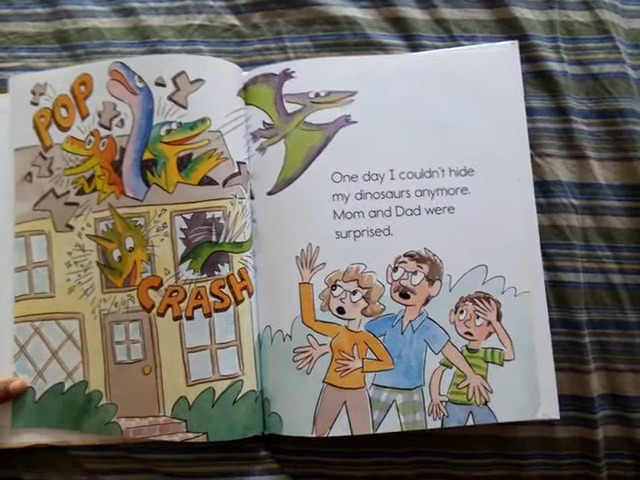 POP
CRASH
One day I couldn't hide
my dinosaurs anymore.
Mom and Dad were
surprised.